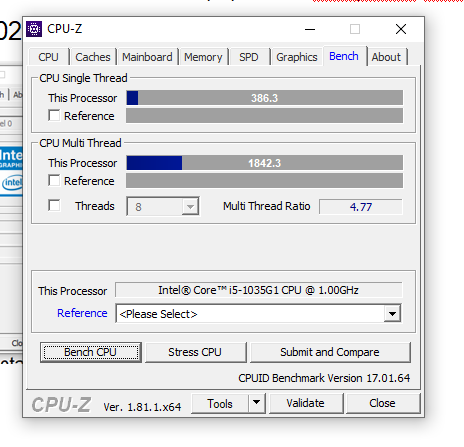 02
CPU-Z
CPU Caches Mainboard Memory SPD Graphics Bench About
CPU Single Thread
This Processor 386.3
Reference
CPU Multi Thread
This Processor 1842.3
Reference
Threads 8 Multi Thread Ratio 4.77
This Processor Intel® Core™ i5-1035G1 CPU @ 1.00GHz
Reference <Please Select>
Bench CPU Stress CPU Submit and Compare
CPUID Benchmark Version 17.01.64
CPU-Z Ver. 1.81.1.x64 Tools Validate Close